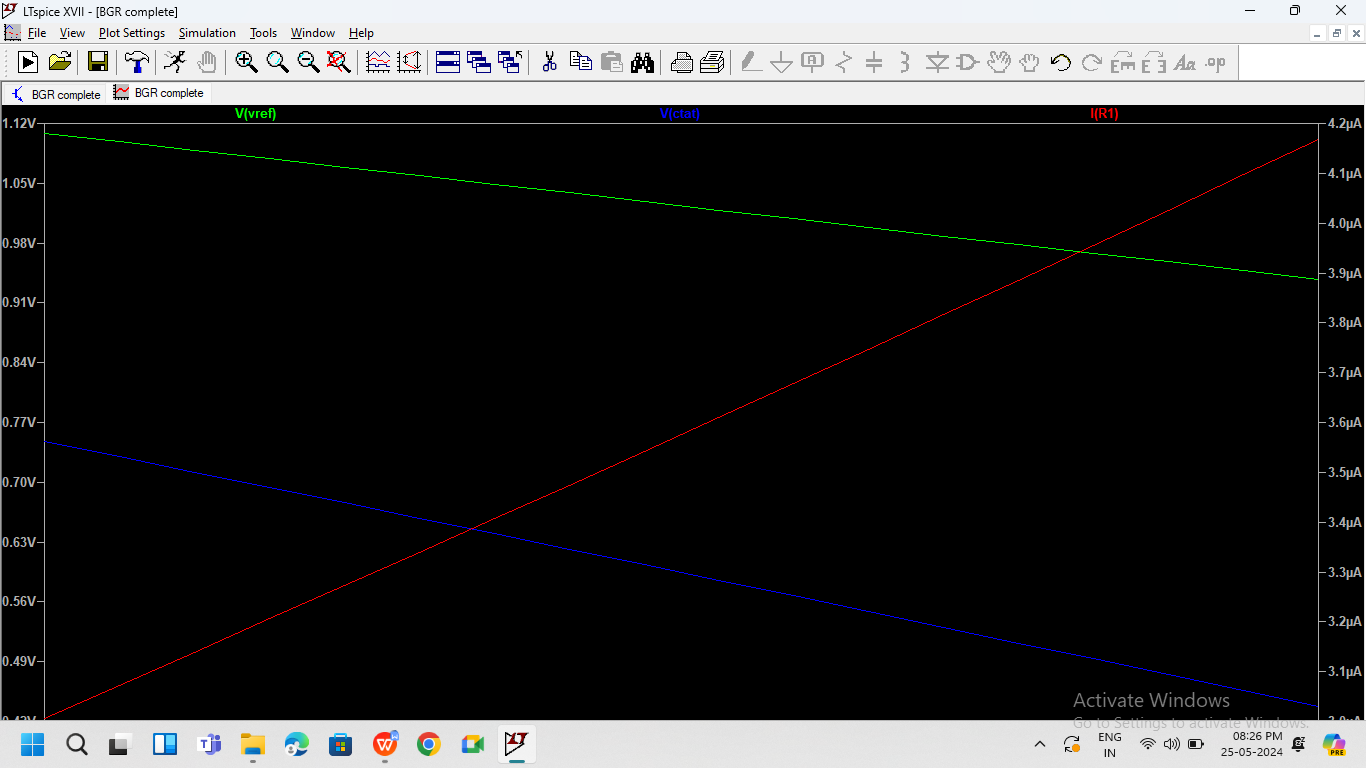 LTspice XVII - [BGR complete]
File View Plot Settings Simulation Tools Window Help
BGR complete BGR complete
V(vref) V(ctat) I(R1)
1.12V 4.2µA
4.1µA
1.05V
4.0µA
0.98V
3.9µA
0.91V
3.8µA
0.84V
3.7µA
0.77V 3.6µA
0.70V 3.5µA
0.63V 3.4µA
3.3µA
0.56V
3.2µA
0.49V 3.1µA
Activate Windows
Go to Settings to activate Windows.
ENG 08:26 PM
IN 25-05-2024
PRE